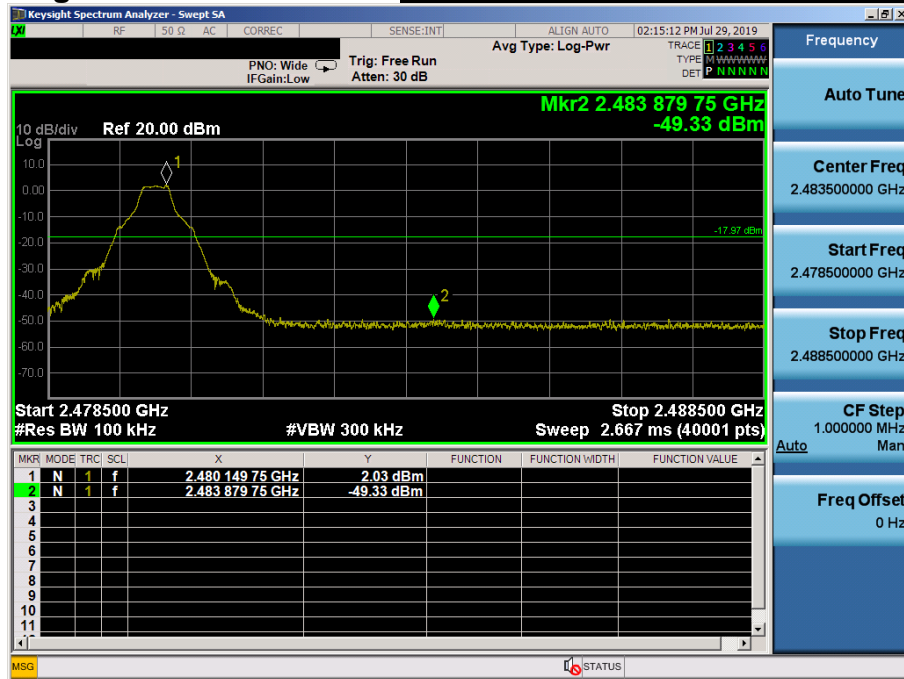 Keysight Spectrum Analyzer - Swept SA
LXI RF 50 Ω AC CORREC SENSE:INT ALIGN AUTO 02:15:12 PM Jul 29, 2019
Avg Type: Log-Pwr TRACE 1 2 3 4 5 6
PNO: Wide Trig: Free Run TYPE M WWWWW
IFGain:Low Atten: 30 dB DET P N N N N N
Frequency
Auto Tune
Mkr2 2.483 879 75 GHz
10 dB/div Ref 20.00 dBm -49.33 dBm
Log
10.0
0.00
-10.0
-20.0
-30.0
-40.0
-50.0
-60.0
-70.0
1
-17.97 dBm
2
Start 2.478500 GHz Stop 2.488500 GHz
#Res BW 100 kHz #VBW 300 kHz Sweep 2.667 ms (40001 pts)
Center Freq
2.483500000 GHz
Start Freq
2.478500000 GHz
Stop Freq
2.488500000 GHz
CF Step
1.000000 MHz
Auto Man
Freq Offset
0 Hz
MKR MODE TRC SCL X Y FUNCTION FUNCTION WIDTH FUNCTION VALUE
1 N 1 f 2.480 149 75 GHz 2.03 dBm
2 N 1 f 2.483 879 75 GHz -49.33 dBm
3
4
5
6
7
8
9
10
11
MSG STATUS